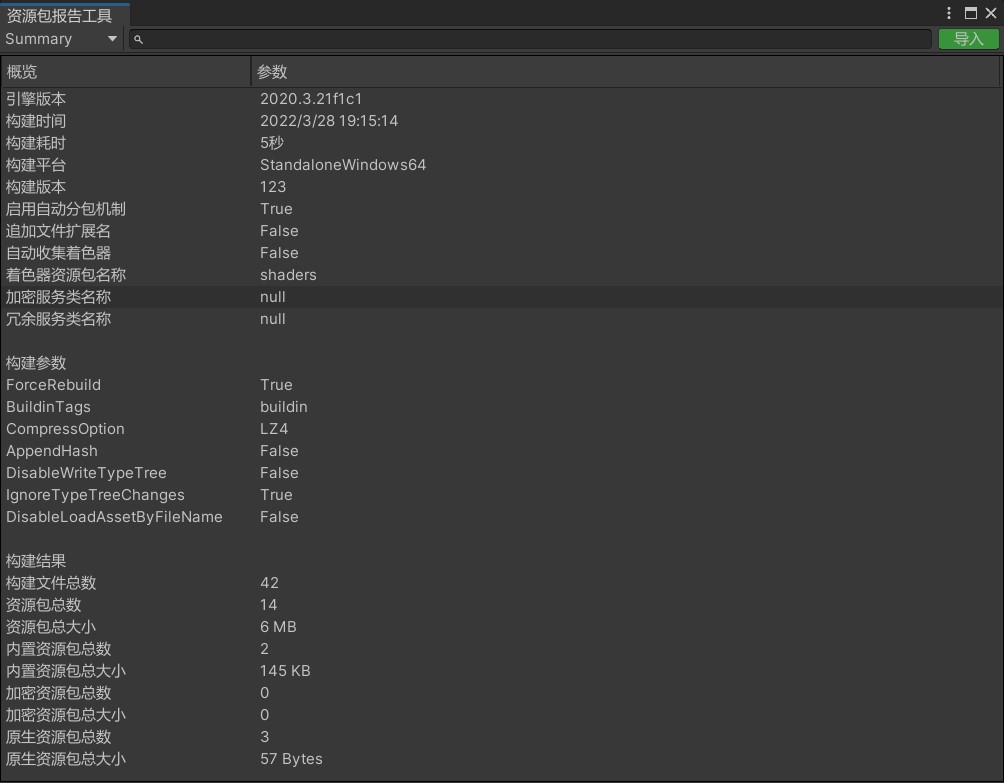 资源包报告工具
Summary
导入
概览 参数
引擎版本 2020.3.21f1c1
构建时间 2022/3/28 19:15:14
构建耗时 5秒
构建平台 StandaloneWindows64
构建版本 123
启用自动分包机制 True
追加文件扩展名 False
自动收集着色器 False
着色器资源包名称 shaders
加密服务类名称 null
冗余服务类名称 null
构建参数
ForceRebuild True
BuildinTags buildin
CompressOption LZ4
AppendHash False
DisableWriteTypeTree False
IgnoreTypeTreeChanges True
DisableLoadAssetByFileName False
构建结果
构建文件总数 42
资源包总数 14
资源包总大小 6 MB
内置资源包总数 2
内置资源包总大小 145 KB
加密资源包总数 0
加密资源包总大小 0
原生资源包总数 3
原生资源包总大小 57 Bytes